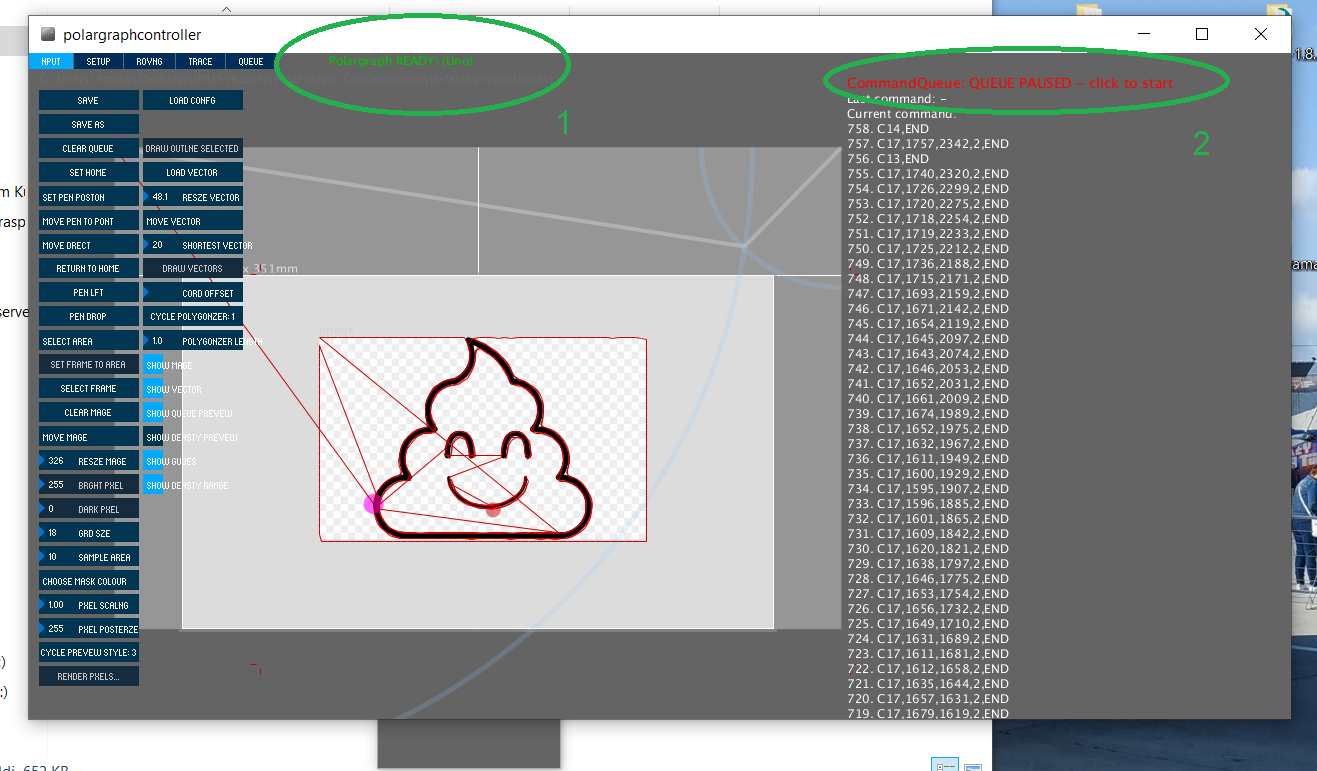 polargraphcontroller
INPUT SETUP ROVNG TRACE QUEUE
Polargraph READY! (Uno)
SAVE LOAD CONFG
SAVE AS
CLEAR QUEUE DRAW OUTLNE SELECTED
SET HOME LOAD VECTOR
SET PEN POSTON 48.1 RESZE VECTOR
MOVE PEN TO PONT MOVE VECTOR
MOVE DRECT 20 SHORTEST VECTOR
RETURN TO HOME DRAW VECTORS x 351mm
PEN LFT CORD OFFSET
PEN DROP CYCLE POLYGONZER: 1
SELECT AREA 1.0 POLYGONZER LENGTH
SET FRAME TO AREA SHOW MAGE
SELECT FRAME SHOW VECTOR
CLEAR MAGE SHOW QUEUE PREVEW
MOVE MAGE SHOW DENSTY PREVEW
326 RESZE MAGE SHOW GUDES
255 BRGHT PXEL SHOW DENSTY RANGE
0 DARK PXEL
18 GRD SZE
10 SAMPLE AREA
CHOOSE MASK COLOUR
1.00 PXEL SCALNG
255 PXEL POSTERZE
CYCLE PREVEW STYLE: 3
RENDER PXELS...
image
1
CommandQueue: QUEUE PAUSED - click to start
Last command: -
Current command:
2
758. C14,END
757. C17,1757,2342,2,END
756. C13,END
755. C17,1740,2320,2,END
754. C17,1726,2299,2,END
753. C17,1720,2275,2,END
752. C17,1718,2254,2,END
751. C17,1719,2233,2,END
750. C17,1725,2212,2,END
749. C17,1736,2188,2,END
748. C17,1715,2171,2,END
747. C17,1693,2159,2,END
746. C17,1671,2142,2,END
745. C17,1654,2119,2,END
744. C17,1645,2097,2,END
743. C17,1643,2074,2,END
742. C17,1646,2053,2,END
741. C17,1652,2031,2,END
740. C17,1661,2009,2,END
739. C17,1674,1989,2,END
738. C17,1652,1975,2,END
737. C17,1632,1967,2,END
736. C17,1611,1949,2,END
735. C17,1600,1929,2,END
734. C17,1595,1907,2,END
733. C17,1596,1885,2,END
732. C17,1601,1865,2,END
731. C17,1609,1842,2,END
730. C17,1620,1821,2,END
729. C17,1638,1797,2,END
728. C17,1646,1775,2,END
727. C17,1653,1754,2,END
726. C17,1656,1732,2,END
725. C17,1649,1710,2,END
724. C17,1631,1689,2,END
723. C17,1611,1681,2,END
722. C17,1612,1658,2,END
721. C17,1635,1644,2,END
720. C17,1657,1631,2,END
719. C17,1679,1619,2,END